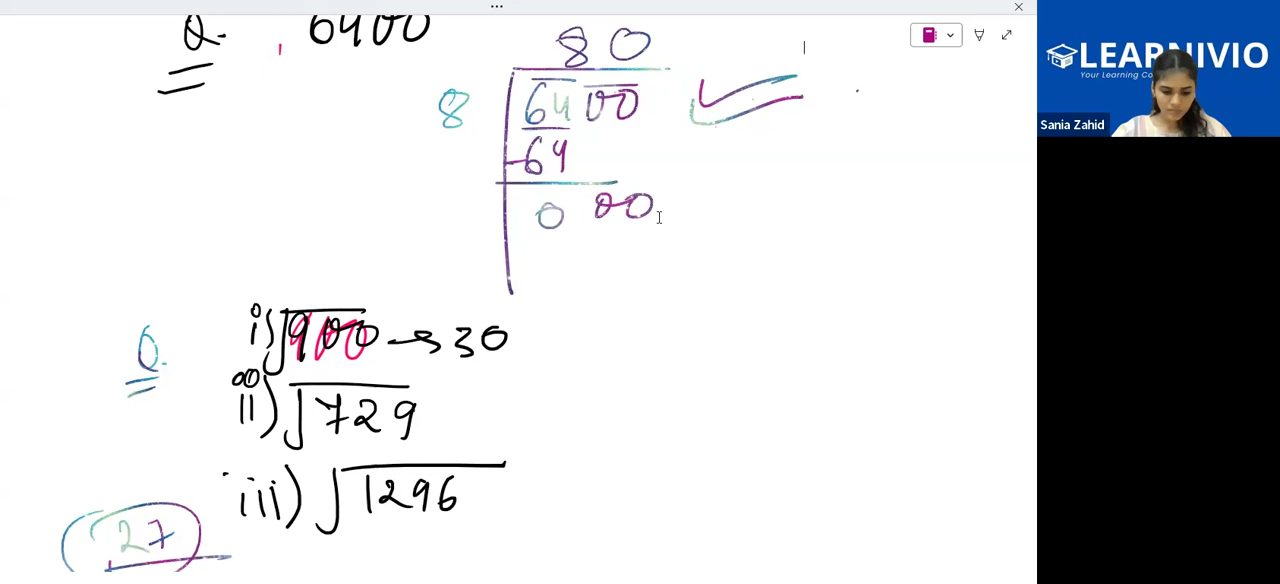 Q. 6400
80
8 6400
-64
0 00
Q. i) √900 → 30
ii) √729
iii) √1296
27
LEARNIVIO
Your Learning Co
Sania Zahid